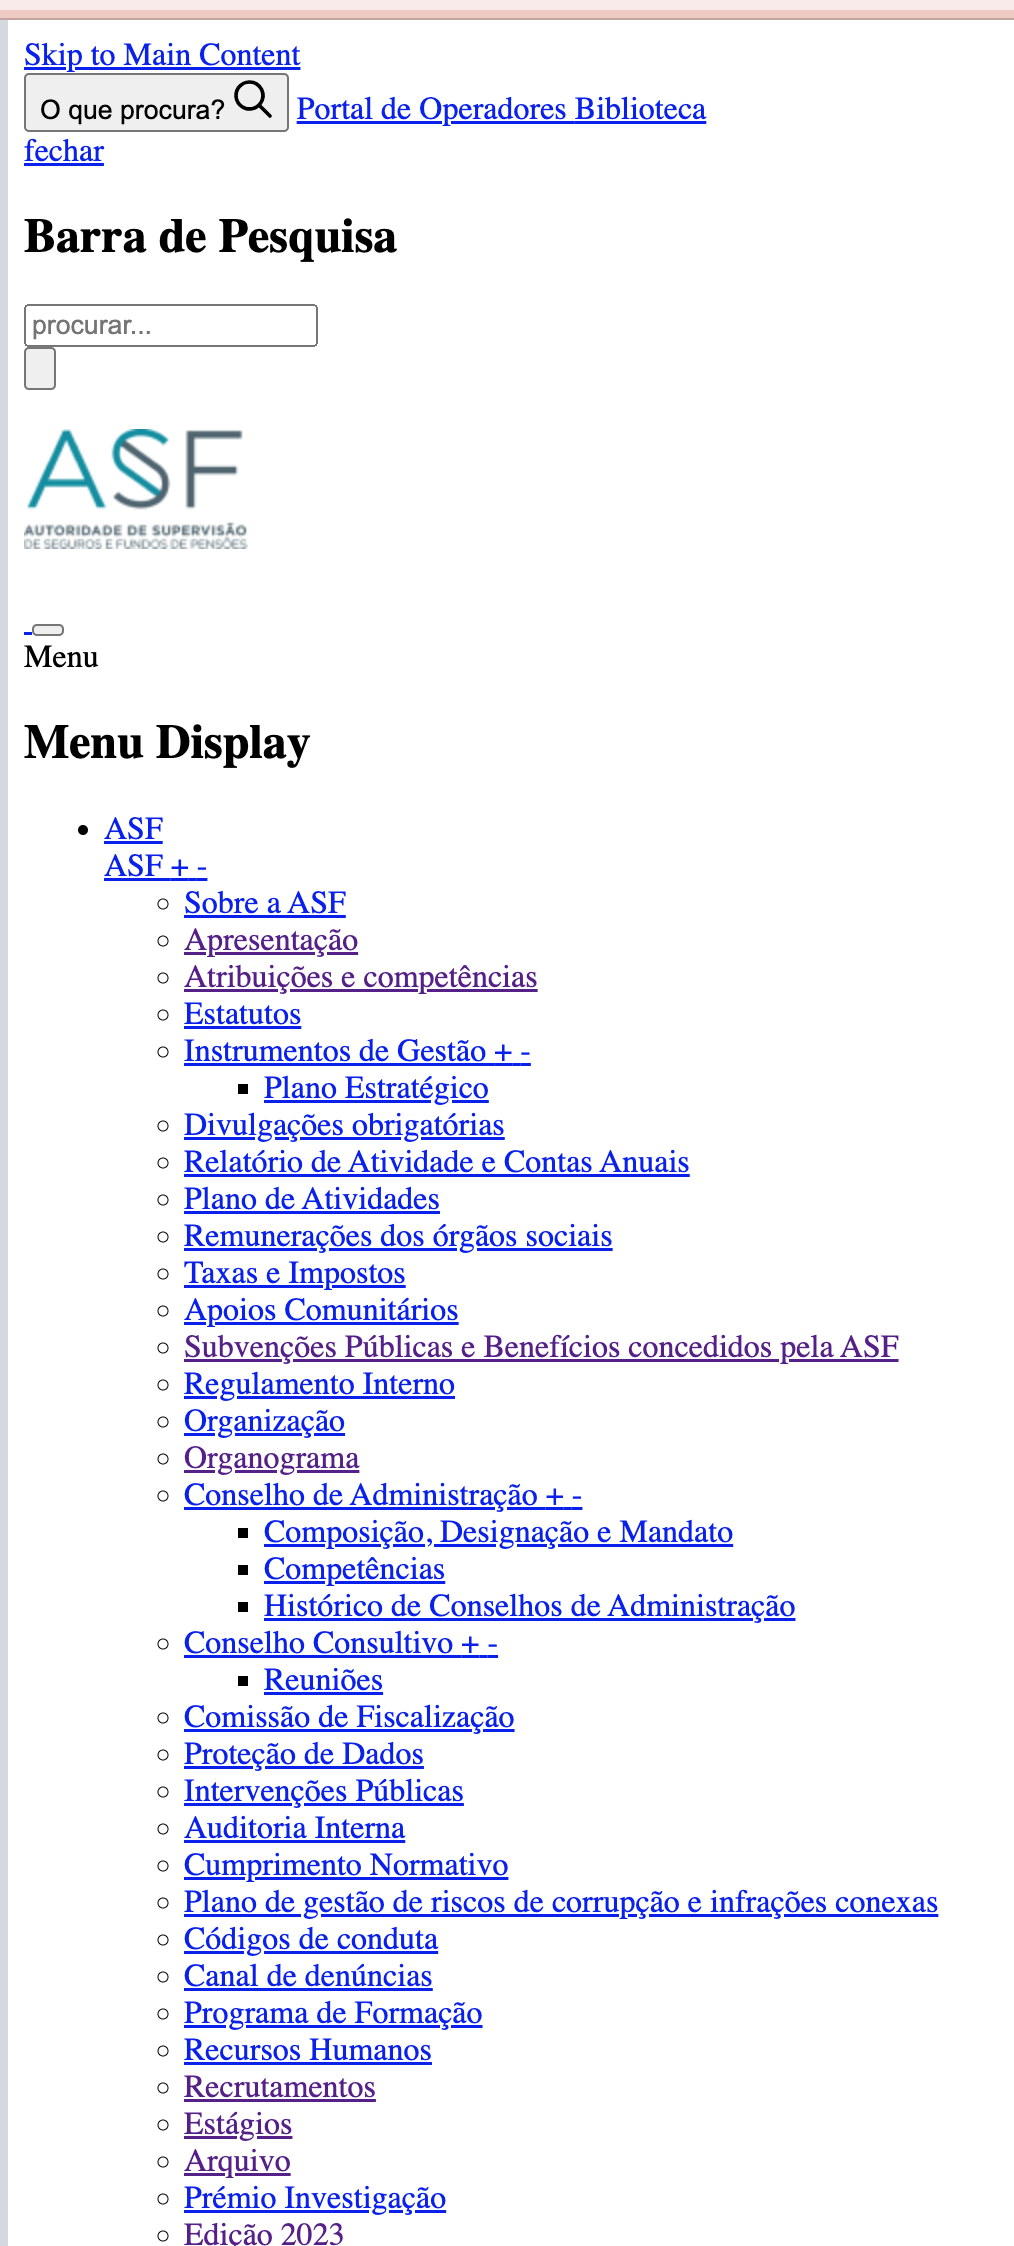 Skip to Main Content
O que procura? Portal de Operadores Biblioteca
fechar
Barra de Pesquisa
procurar...
ASF
AUTORIDADE DE SUPERVISÃO
DE SEGUROS E FUNDOS DE PENSÕES
Menu
Menu Display
ASF
ASF + -
Sobre a ASF
Apresentação
Atribuições e competências
Estatutos
Instrumentos de Gestão + -
Plano Estratégico
Divulgações obrigatórias
Relatório de Atividade e Contas Anuais
Plano de Atividades
Remunerações dos órgãos sociais
Taxas e Impostos
Apoios Comunitários
Subvenções Públicas e Benefícios concedidos pela ASF
Regulamento Interno
Organização
Organograma
Conselho de Administração + -
Composição, Designação e Mandato
Competências
Histórico de Conselhos de Administração
Conselho Consultivo + -
Reuniões
Comissão de Fiscalização
Proteção de Dados
Intervenções Públicas
Auditoria Interna
Cumprimento Normativo
Plano de gestão de riscos de corrupção e infrações conexas
Códigos de conduta
Canal de denúncias
Programa de Formação
Recursos Humanos
Recrutamentos
Estágios
Arquivo
Prémio Investigação
Edição 2023